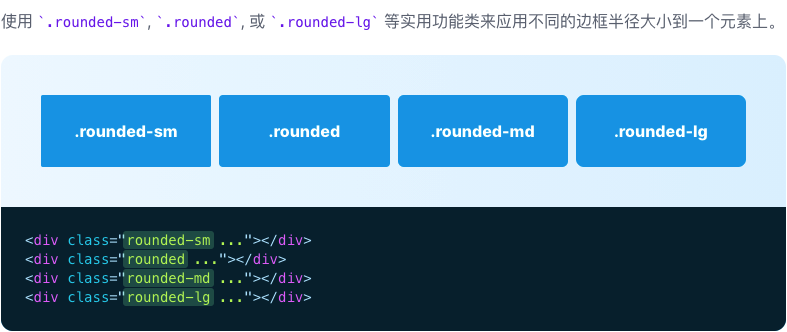 使用 `.rounded-sm`, `.rounded`, 或 `.rounded-lg` 等实用功能类来应用不同的边框半径大小到一个元素上。
.rounded-sm .rounded .rounded-md .rounded-lg
<div class="rounded-sm ..."></div>
<div class="rounded ..."></div>
<div class="rounded-md ..."></div>
<div class="rounded-lg ..."></div>